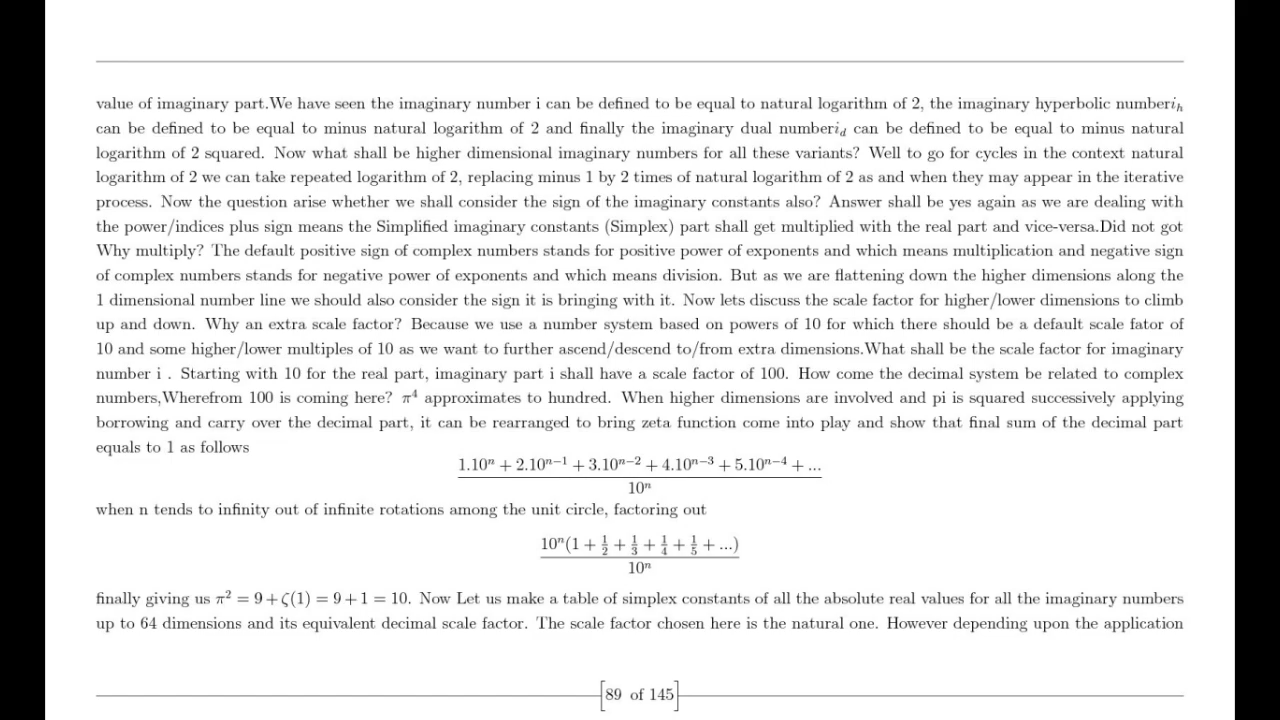 value of imaginary part.We have seen the imaginary number i can be defined to be equal to natural logarithm of 2, the imaginary hyperbolic numberi_h
can be defined to be equal to minus natural logarithm of 2 and finally the imaginary dual numberi_d can be defined to be equal to minus natural
logarithm of 2 squared. Now what shall be higher dimensional imaginary numbers for all these variants? Well to go for cycles in the context natural
logarithm of 2 we can take repeated logarithm of 2, replacing minus 1 by 2 times of natural logarithm of 2 as and when they may appear in the iterative
process. Now the question arise whether we shall consider the sign of the imaginary constants also? Answer shall be yes again as we are dealing with
the power/indices plus sign means the Simplified imaginary constants (Simplex) part shall get multiplied with the real part and vice-versa.Did not got
Why multiply? The default positive sign of complex numbers stands for positive power of exponents and which means multiplication and negative sign
of complex numbers stands for negative power of exponents and which means division. But as we are flattening down the higher dimensions along the
1 dimensional number line we should also consider the sign it is bringing with it. Now lets discuss the scale factor for higher/lower dimensions to climb
up and down. Why an extra scale factor? Because we use a number system based on powers of 10 for which there should be a default scale fator of
10 and some higher/lower multiples of 10 as we want to further ascend/descend to/from extra dimensions.What shall be the scale factor for imaginary
number i . Starting with 10 for the real part, imaginary part i shall have a scale factor of 100. How come the decimal system be related to complex
numbers,Wherefrom 100 is coming here? π^4 approximates to hundred. When higher dimensions are involved and pi is squared successively applying
borrowing and carry over the decimal part, it can be rearranged to bring zeta function come into play and show that final sum of the decimal part
equals to 1 as follows
1.10^n + 2.10^{n−1} + 3.10^{n−2} + 4.10^{n−3} + 5.10^{n−4} + ...
10^n
when n tends to infinity out of infinite rotations among the unit circle, factoring out
10^n(1 + 1/2 + 1/3 + 1/4 + 1/5 + ...)
10^n
finally giving us π^2 = 9 + ζ(1) = 9 + 1 = 10. Now Let us make a table of simplex constants of all the absolute real values for all the imaginary numbers
up to 64 dimensions and its equivalent decimal scale factor. The scale factor chosen here is the natural one. However depending upon the application
[89 of 145]